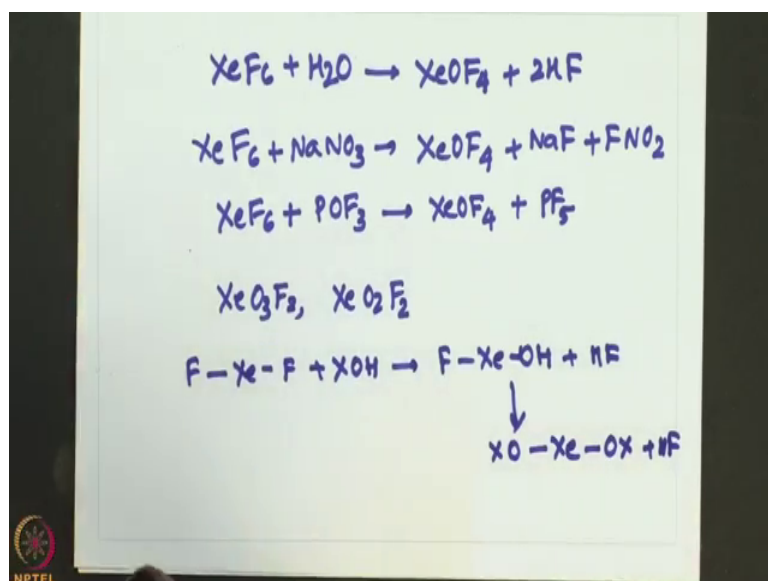 XeF6 + H2O → XeOF4 + 2HF
XeF6 + NaNO3 → XeOF4 + NaF + FNO2
XeF6 + POF3 → XeOF4 + PF5
XeO3F2, XeO2F2
F-Xe-F + XOH → F-Xe-OH + HF
↓
XO-Xe-OX + HF
NPTEL